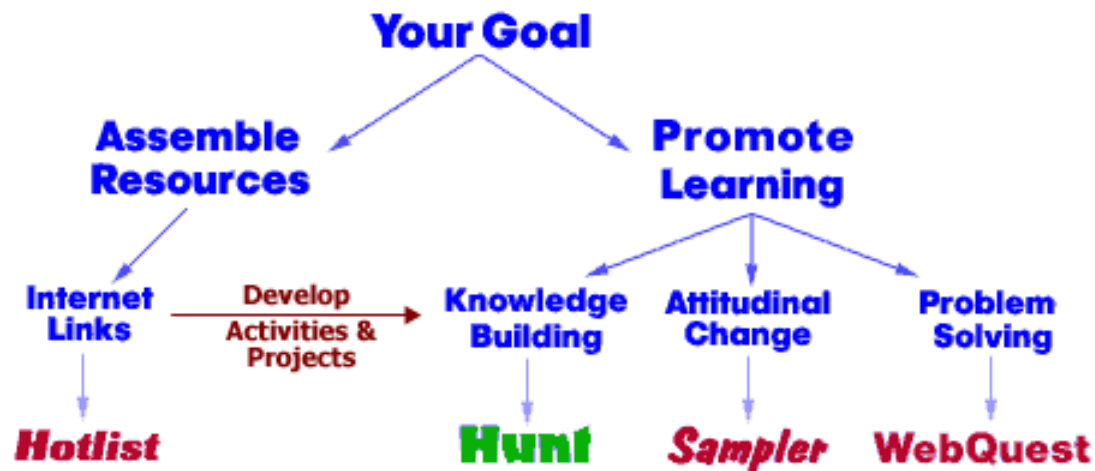 Your Goal
Assemble
Resources
Promote
Learning
Internet
Links
Develop
Activities &
Projects
Knowledge
Building
Attitudinal
Change
Problem
Solving
Hotlist
Hunt
Sampler
WebQuest